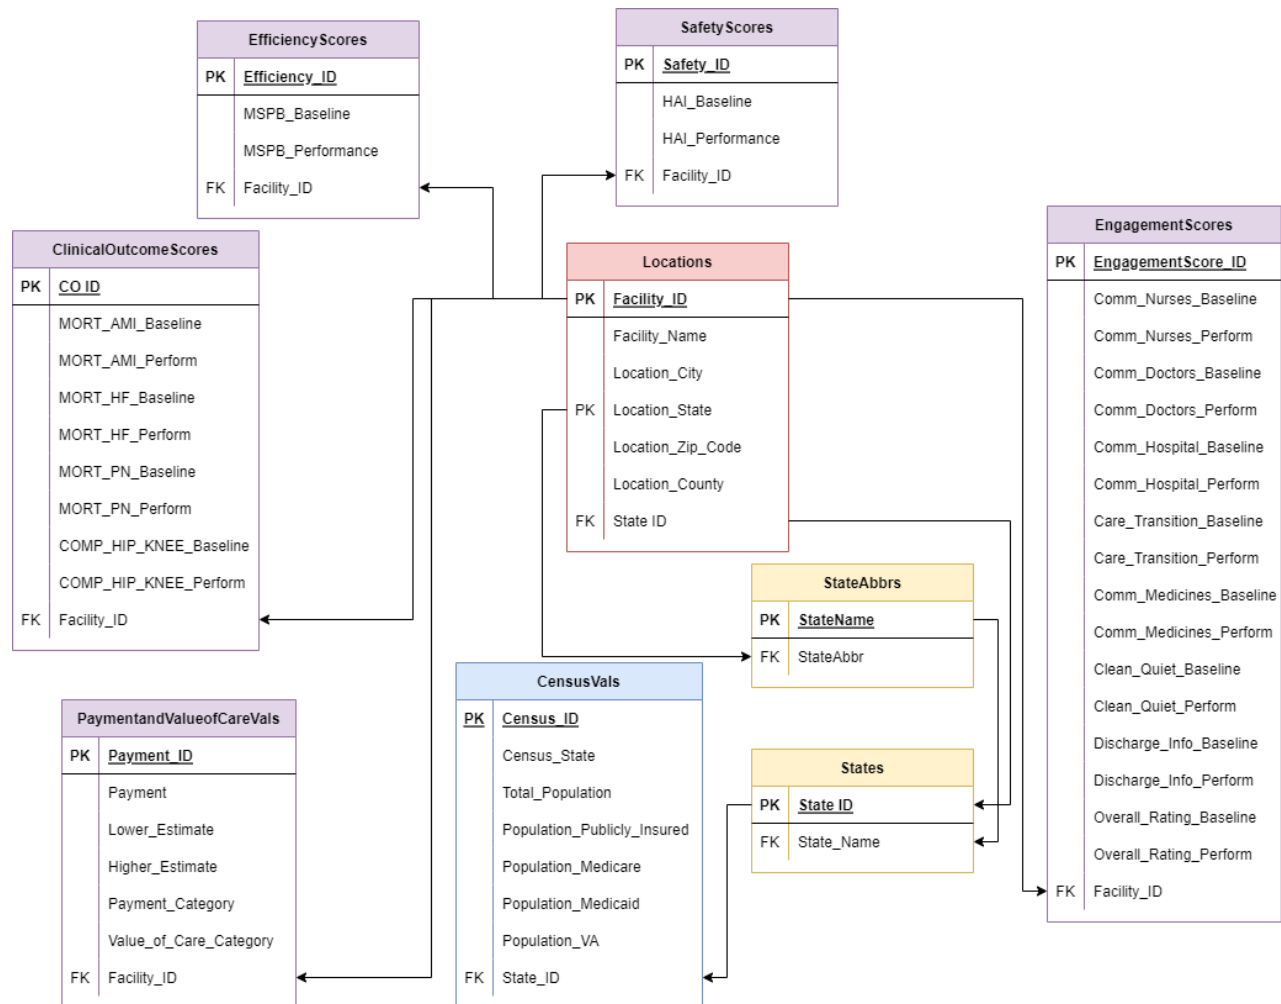 EfficiencyScores
PK Efficiency_ID
MSPB_Baseline
MSPB_Performance
FK Facility_ID
SafetyScores
PK Safety_ID
HAI_Baseline
HAI_Performance
FK Facility_ID
ClinicalOutcomeScores
PK CO ID
MORT_AMI_Baseline
MORT_AMI_Perform
MORT_HF_Baseline
MORT_HF_Perform
MORT_PN_Baseline
MORT_PN_Perform
COMP_HIP_KNEE_Baseline
COMP_HIP_KNEE_Perform
FK Facility_ID
Locations
PK Facility_ID
Facility_Name
Location_City
PK Location_State
Location_Zip_Code
Location_County
FK State ID
EngagementScores
PK EngagementScore_ID
Comm_Nurses_Baseline
Comm_Nurses_Perform
Comm_Doctors_Baseline
Comm_Doctors_Perform
Comm_Hospital_Baseline
Comm_Hospital_Perform
Care_Transition_Baseline
Care_Transition_Perform
Comm_Medicines_Baseline
Comm_Medicines_Perform
Clean_Quiet_Baseline
Clean_Quiet_Perform
Discharge_Info_Baseline
Discharge_Info_Perform
Overall_Rating_Baseline
Overall_Rating_Perform
FK Facility_ID
StateAbbrs
PK StateName
FK StateAbbr
PaymentandValueofCareVals
PK Payment_ID
Payment
Lower_Estimate
Higher_Estimate
Payment_Category
Value_of_Care_Category
FK Facility_ID
CensusVals
PK Census_ID
Census_State
Total_Population
Population_Publicly_Insured
Population_Medicare
Population_Medicaid
Population_VA
FK State_ID
States
PK State ID
FK State_Name